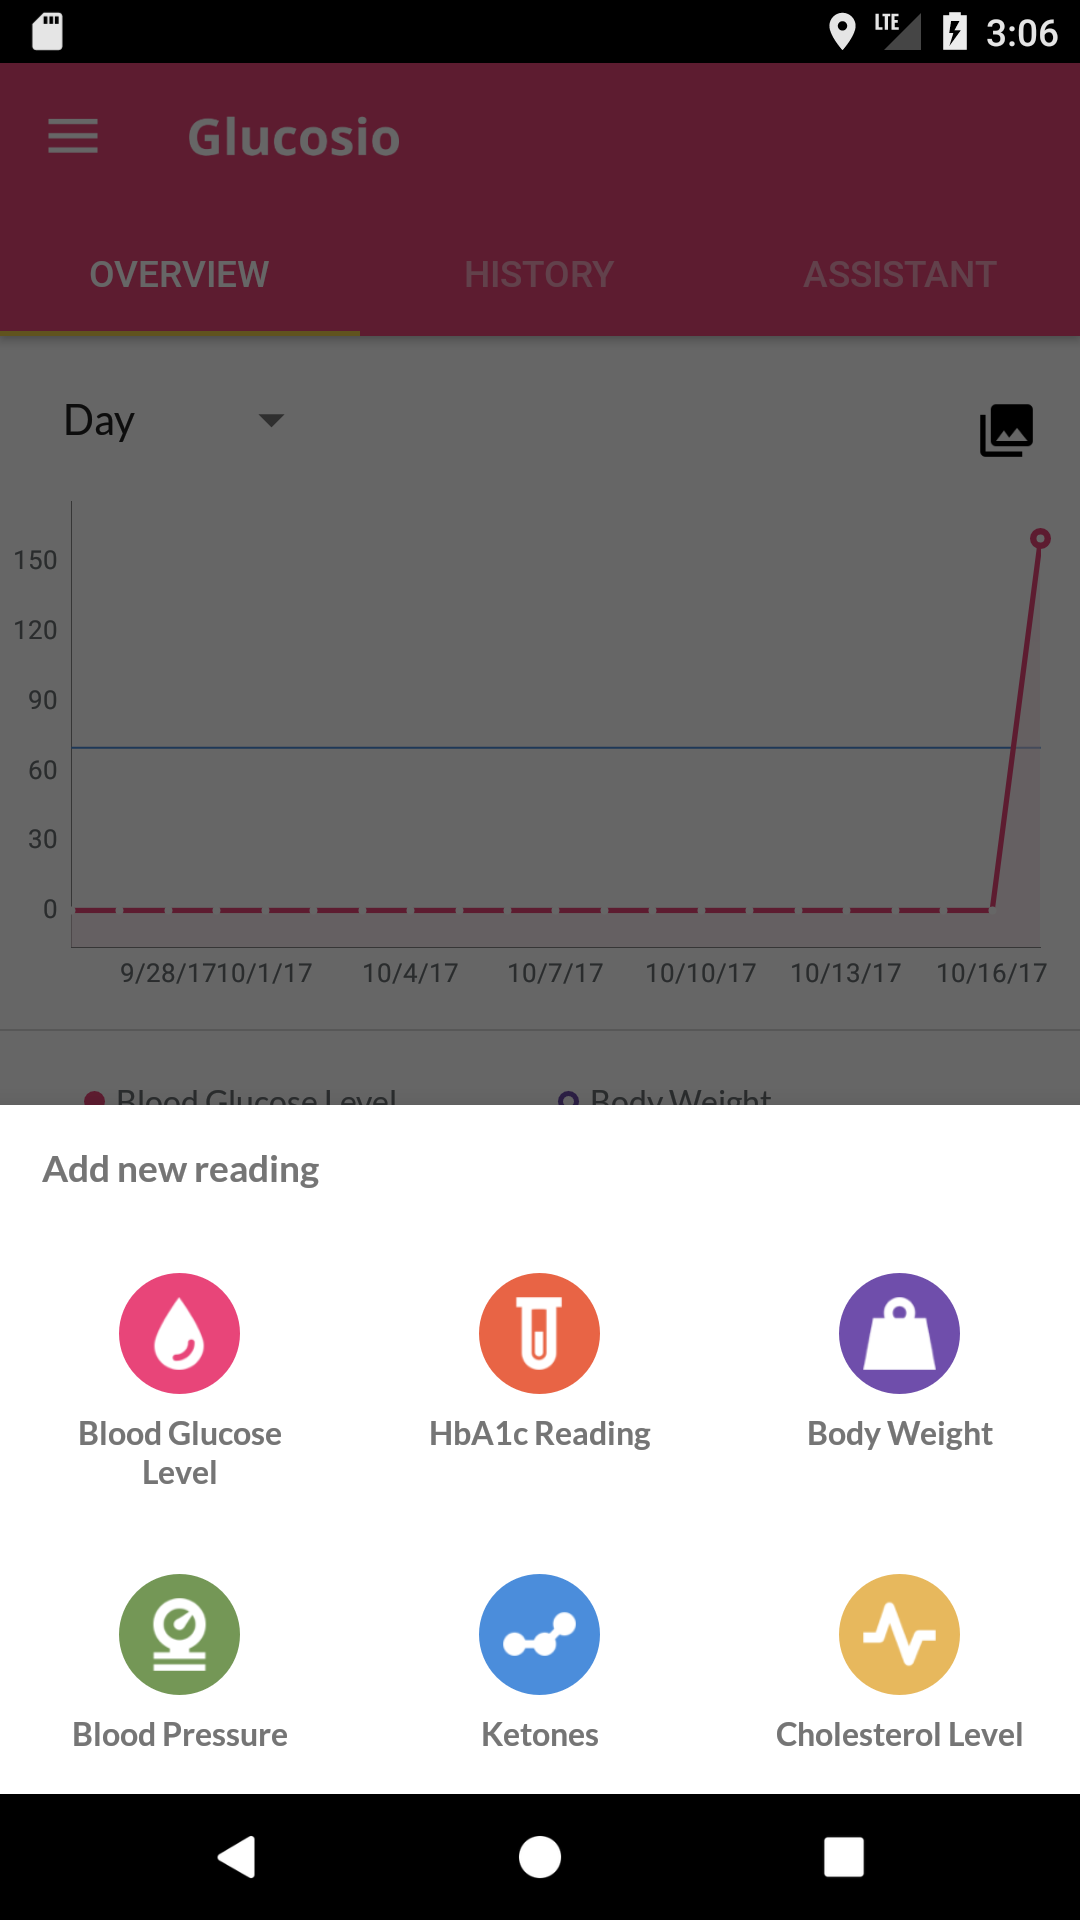 LTE 3:06
Glucosio
OVERVIEW HISTORY ASSISTANT
Day
150
120
90
60
30
0
9/28/17 10/1/17 10/4/17 10/7/17 10/10/17 10/13/17 10/16/17
Blood Glucose Level Body Weight
Add new reading
Blood Glucose
Level
HbA1c Reading
Body Weight
Blood Pressure
Ketones
Cholesterol Level